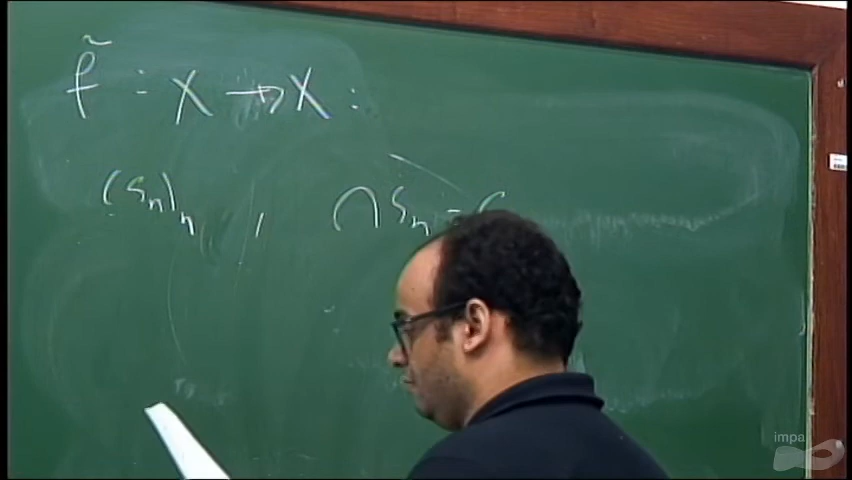 f̃ : X → X :
(S_n)_n , ∩ S_n =
impa